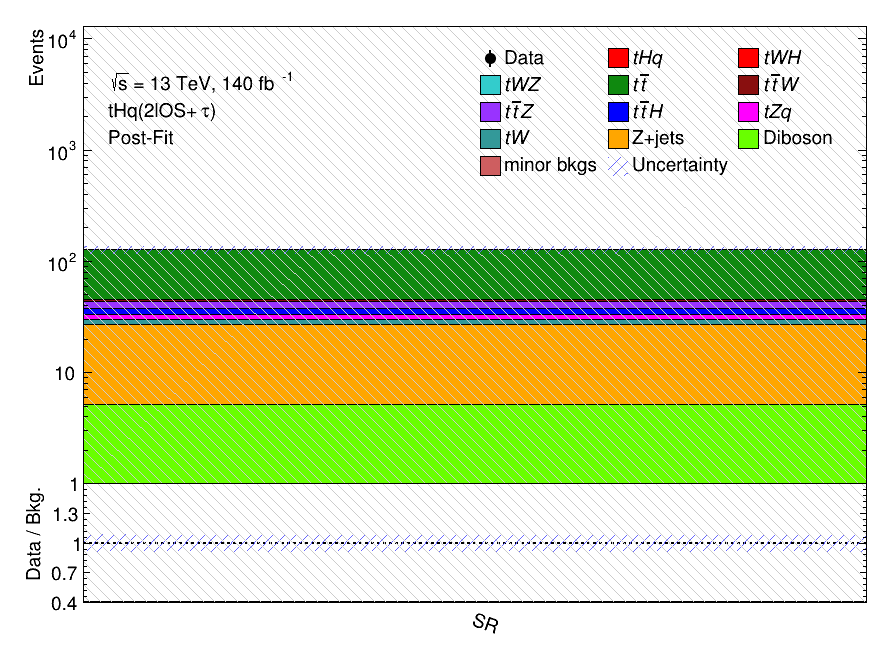 Events
10⁴
10³
10²
10
1
√s = 13 TeV, 140 fb⁻¹
tHq(2lOS+ τ)
Post-Fit
Data tHq tWH
tWZ tt̅ tt̅W
tt̅Z tt̅H tZq
tW Z+jets Diboson
minor bkgs Uncertainty
Data / Bkg.
1.3
1
0.7
0.4
SR